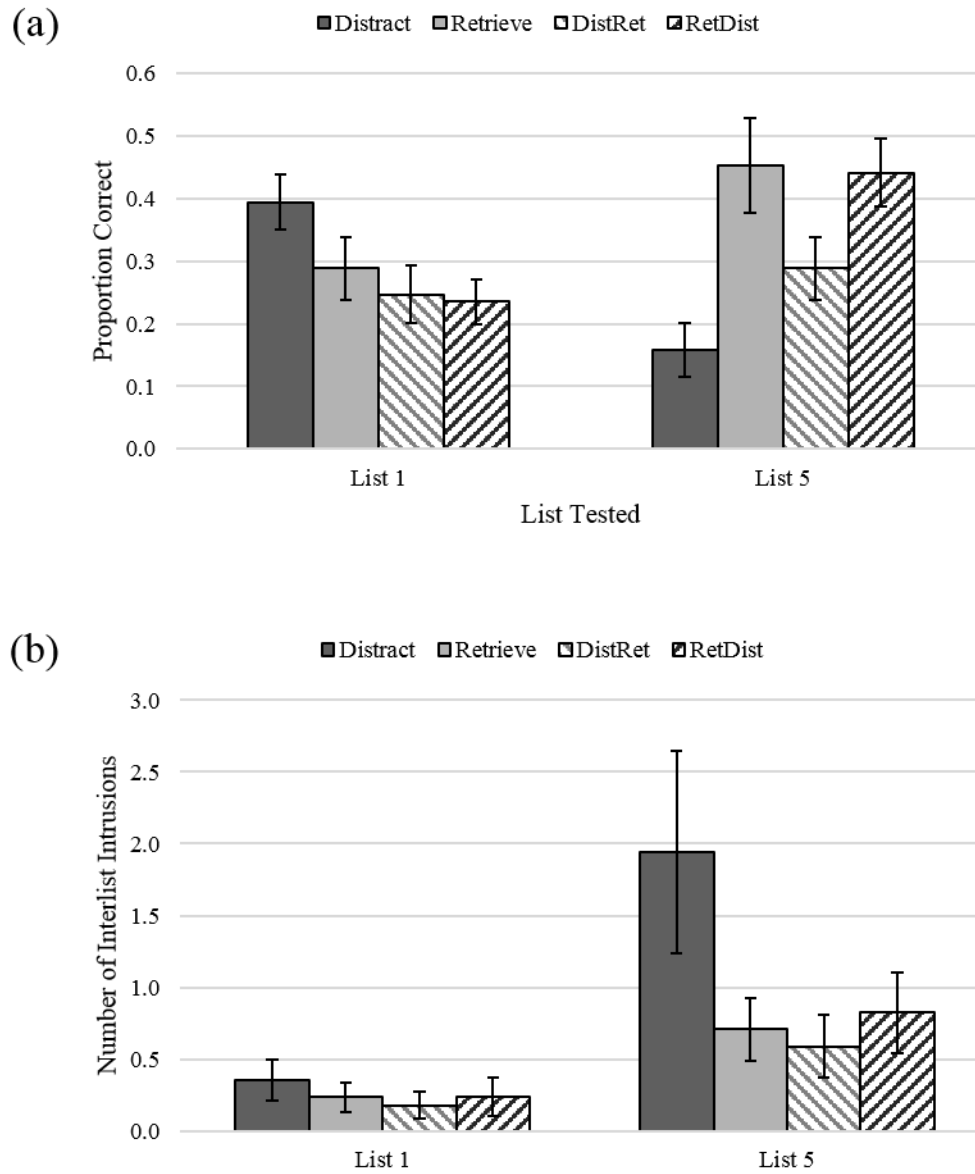 (a)
Distract Retrieve DistRet RetDist
Proportion Correct
0.6
0.5
0.4
0.3
0.2
0.1
0.0
List 1 List 5
List Tested
(b)
Distract Retrieve DistRet RetDist
Number of Interlist Intrusions
3.0
2.5
2.0
1.5
1.0
0.5
0.0
List 1 List 5